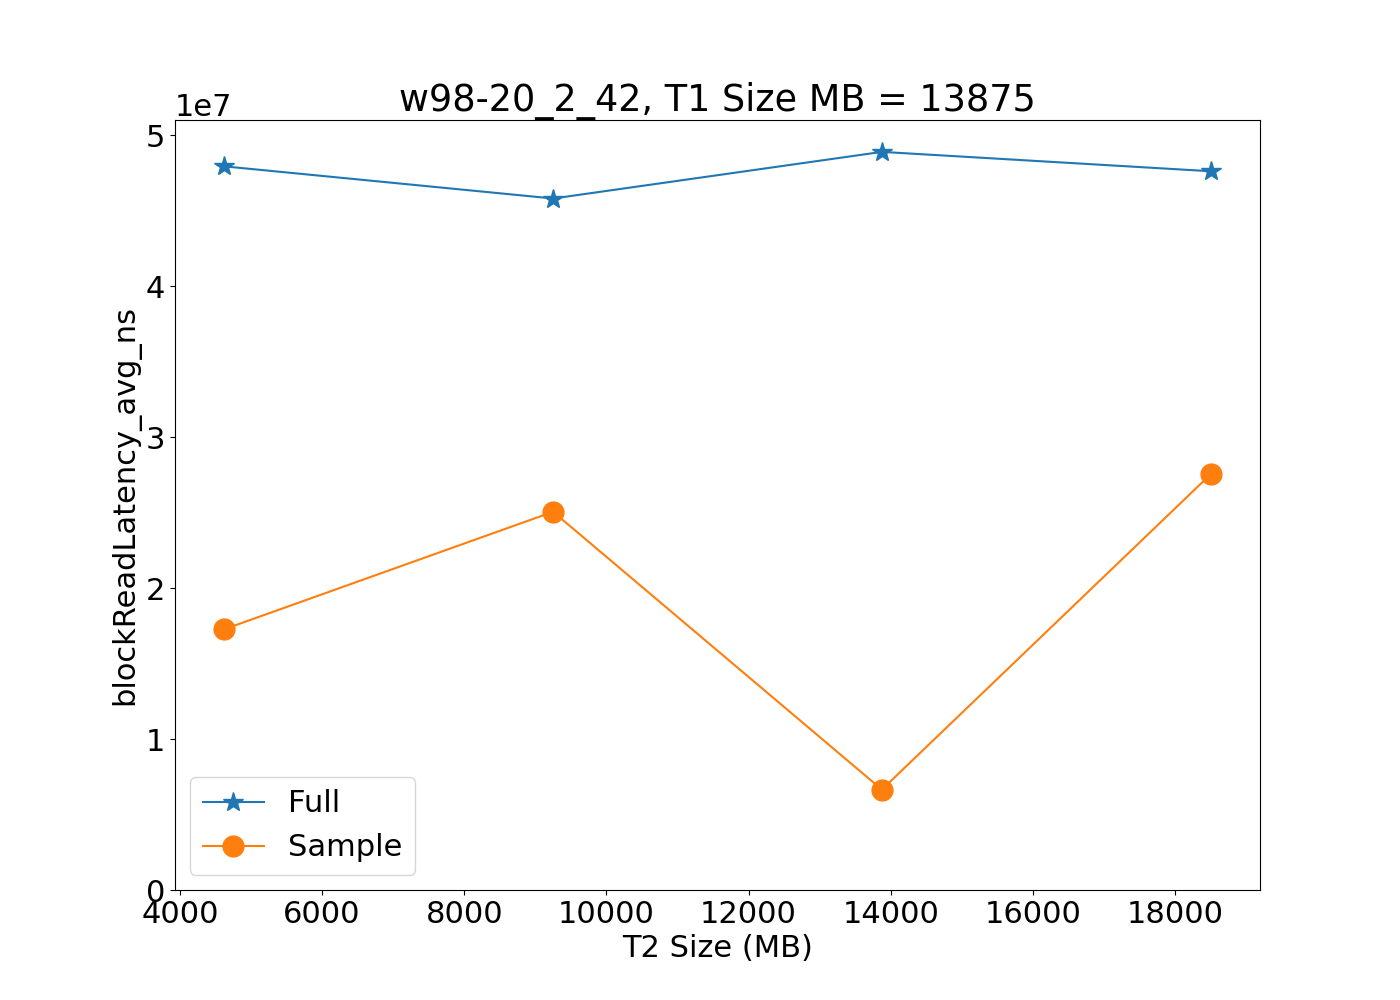 w98-20_2_42, T1 Size MB = 13875
1e7
5
4
3
2
1
0
blockReadLatency_avg_ns
4000 6000 8000 10000 12000 14000 16000 18000
T2 Size (MB)
Full
Sample